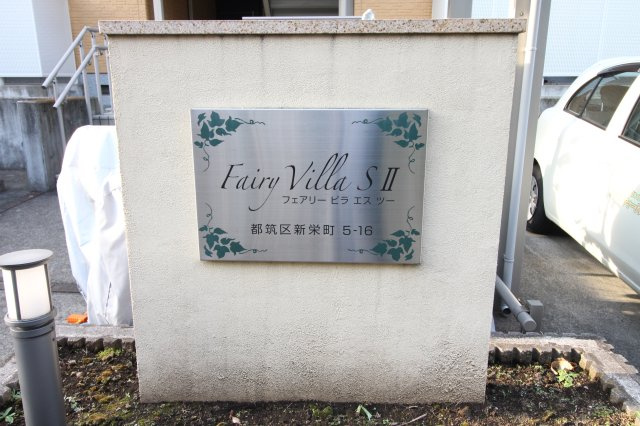 Fairy Villa S II
フェアリー ビラ エス ツー
都筑区新栄町 5-16